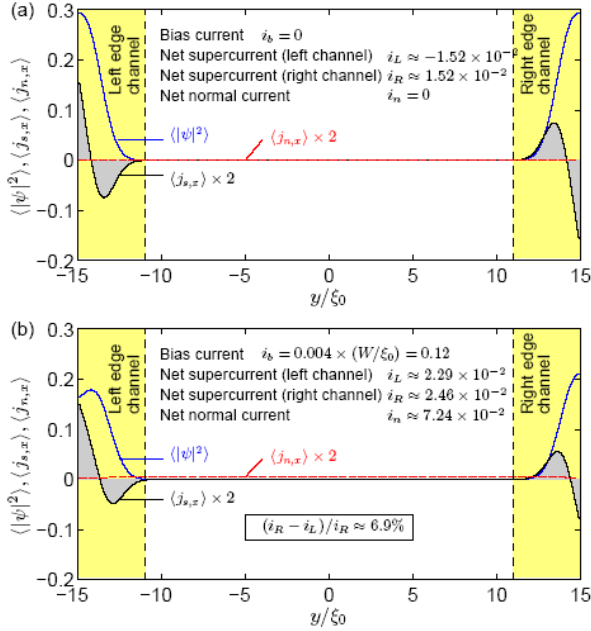 (a)
0.3
0.2
0.1
0
−0.1
0.2
⟨|ψ|²⟩, ⟨j_{s,x}⟩, ⟨j_{n,x}⟩
Left edge
channel
Bias current i_b = 0
Net supercurrent (left channel) i_L ≈ −1.52 × 10⁻²
Net supercurrent (right channel) i_R ≈ 1.52 × 10⁻²
Net normal current i_n = 0
Right edge
channel
⟨|ψ|²⟩
⟨j_{n,x}⟩ × 2
⟨j_{s,x}⟩ × 2
−15 −10 −5 0 5 10 15
y/ξ₀
(b)
0.3
0.2
0.1
0
−0.1
0.2
⟨|ψ|²⟩, ⟨j_{s,x}⟩, ⟨j_{n,x}⟩
Left edge
channel
Bias current i_b = 0.004 × (W/ξ₀) = 0.12
Net supercurrent (left channel) i_L ≈ 2.29 × 10⁻²
Net supercurrent (right channel) i_R ≈ 2.46 × 10⁻²
Net normal current i_n ≈ 7.24 × 10⁻²
Right edge
channel
⟨|ψ|²⟩
⟨j_{n,x}⟩ × 2
⟨j_{s,x}⟩ × 2
(i_R − i_L)/i_R ≈ 6.9%
−15 −10 −5 0 5 10 15
y/ξ₀